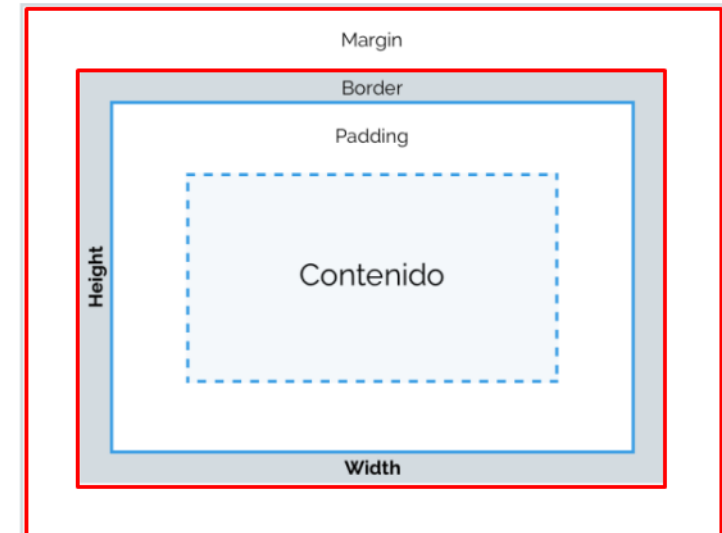 Margin
Border
Padding
Contenido
Height
Width